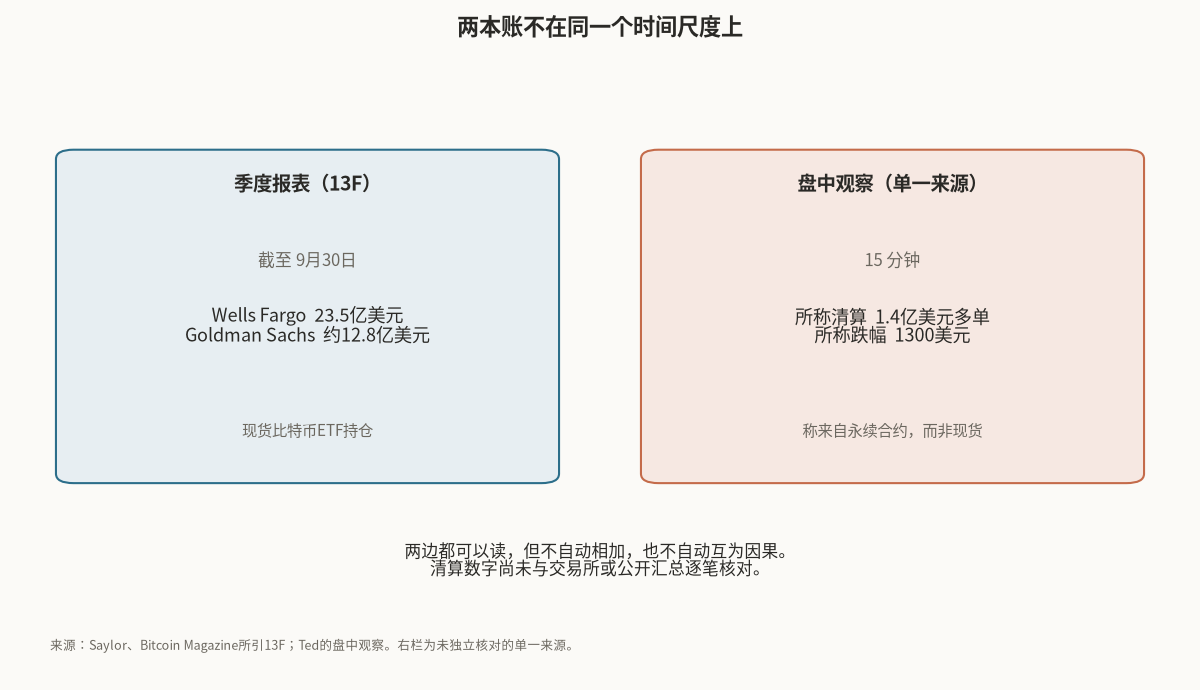 两本账不在同一个时间尺度上
季度报表（13F）
截至 9月30日
Wells Fargo 23.5亿美元
Goldman Sachs 约12.8亿美元
现货比特币ETF持仓
盘中观察（单一来源）
15 分钟
所称清算 1.4亿美元多单
所称跌幅 1300美元
称来自永续合约，而非现货
两边都可以读，但不自动相加，也不自动互为因果。
清算数字尚未与交易所或公开汇总逐笔核对。
来源：Saylor、Bitcoin Magazine所引13F；Ted的盘中观察。右栏为未独立核对的单一来源。